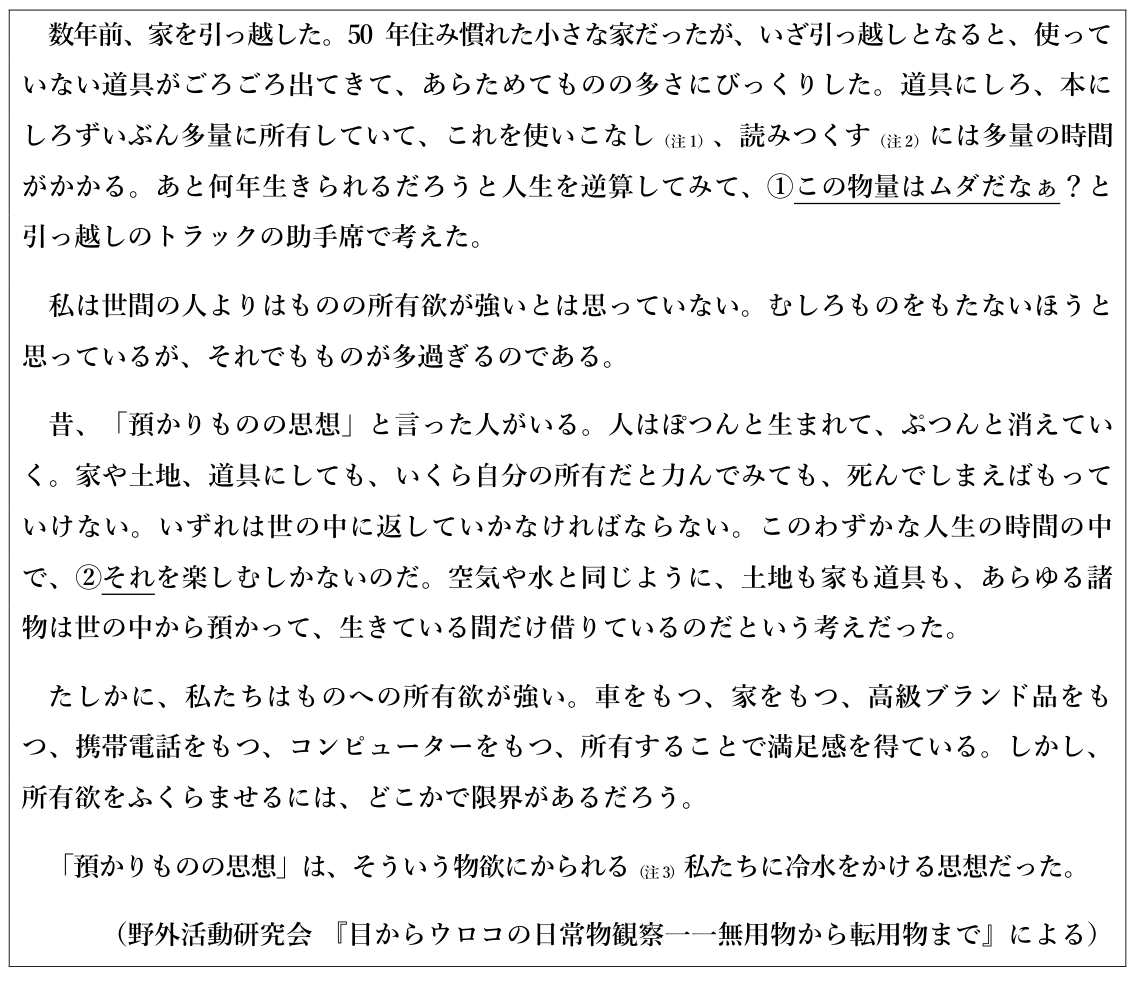 数年前、家を引っ越した。50 年住み慣れた小さな家だったが、いざ引っ越しとなると、使って
いない道具がごろごろ出てきて、あらためてものの多さにびっくりした。道具にしろ、本に
しろずいぶん多量に所有していて、これを使いこなし（注1）、読みつくす（注2）には多量の時間
がかかる。あと何年生きられるだろうと人生を逆算してみて、①この物量はムダだなぁ？と
引っ越しのトラックの助手席で考えた。
私は世間の人よりはものの所有欲が強いとは思っていない。むしろものをもたないほうと
思っているが、それでもものが多過ぎるのである。
昔、「預かりものの思想」と言った人がいる。人はぽつんと生まれて、ぷつんと消えてい
く。家や土地、道具にしても、いくら自分の所有だと力んでみても、死んでしまえばもって
いけない。いずれは世の中に返していかなければならない。このわずかな人生の時間の中
で、②それを楽しむしかないのだ。空気や水と同じように、土地も家も道具も、あらゆる諸
物は世の中から預かって、生きている間だけ借りているのだという考えだった。
たしかに、私たちはものへの所有欲が強い。車をもつ、家をもつ、高級ブランド品をも
つ、携帯電話をもつ、コンピューターをもつ、所有することで満足感を得ている。しかし、
所有欲をふくらませるには、どこかで限界があるだろう。
「預かりものの思想」は、そういう物欲にかられる（注3）私たちに冷水をかける思想だった。
（野外活動研究会 『目からウロコの日常物観察一一無用物から転用物まで』による）